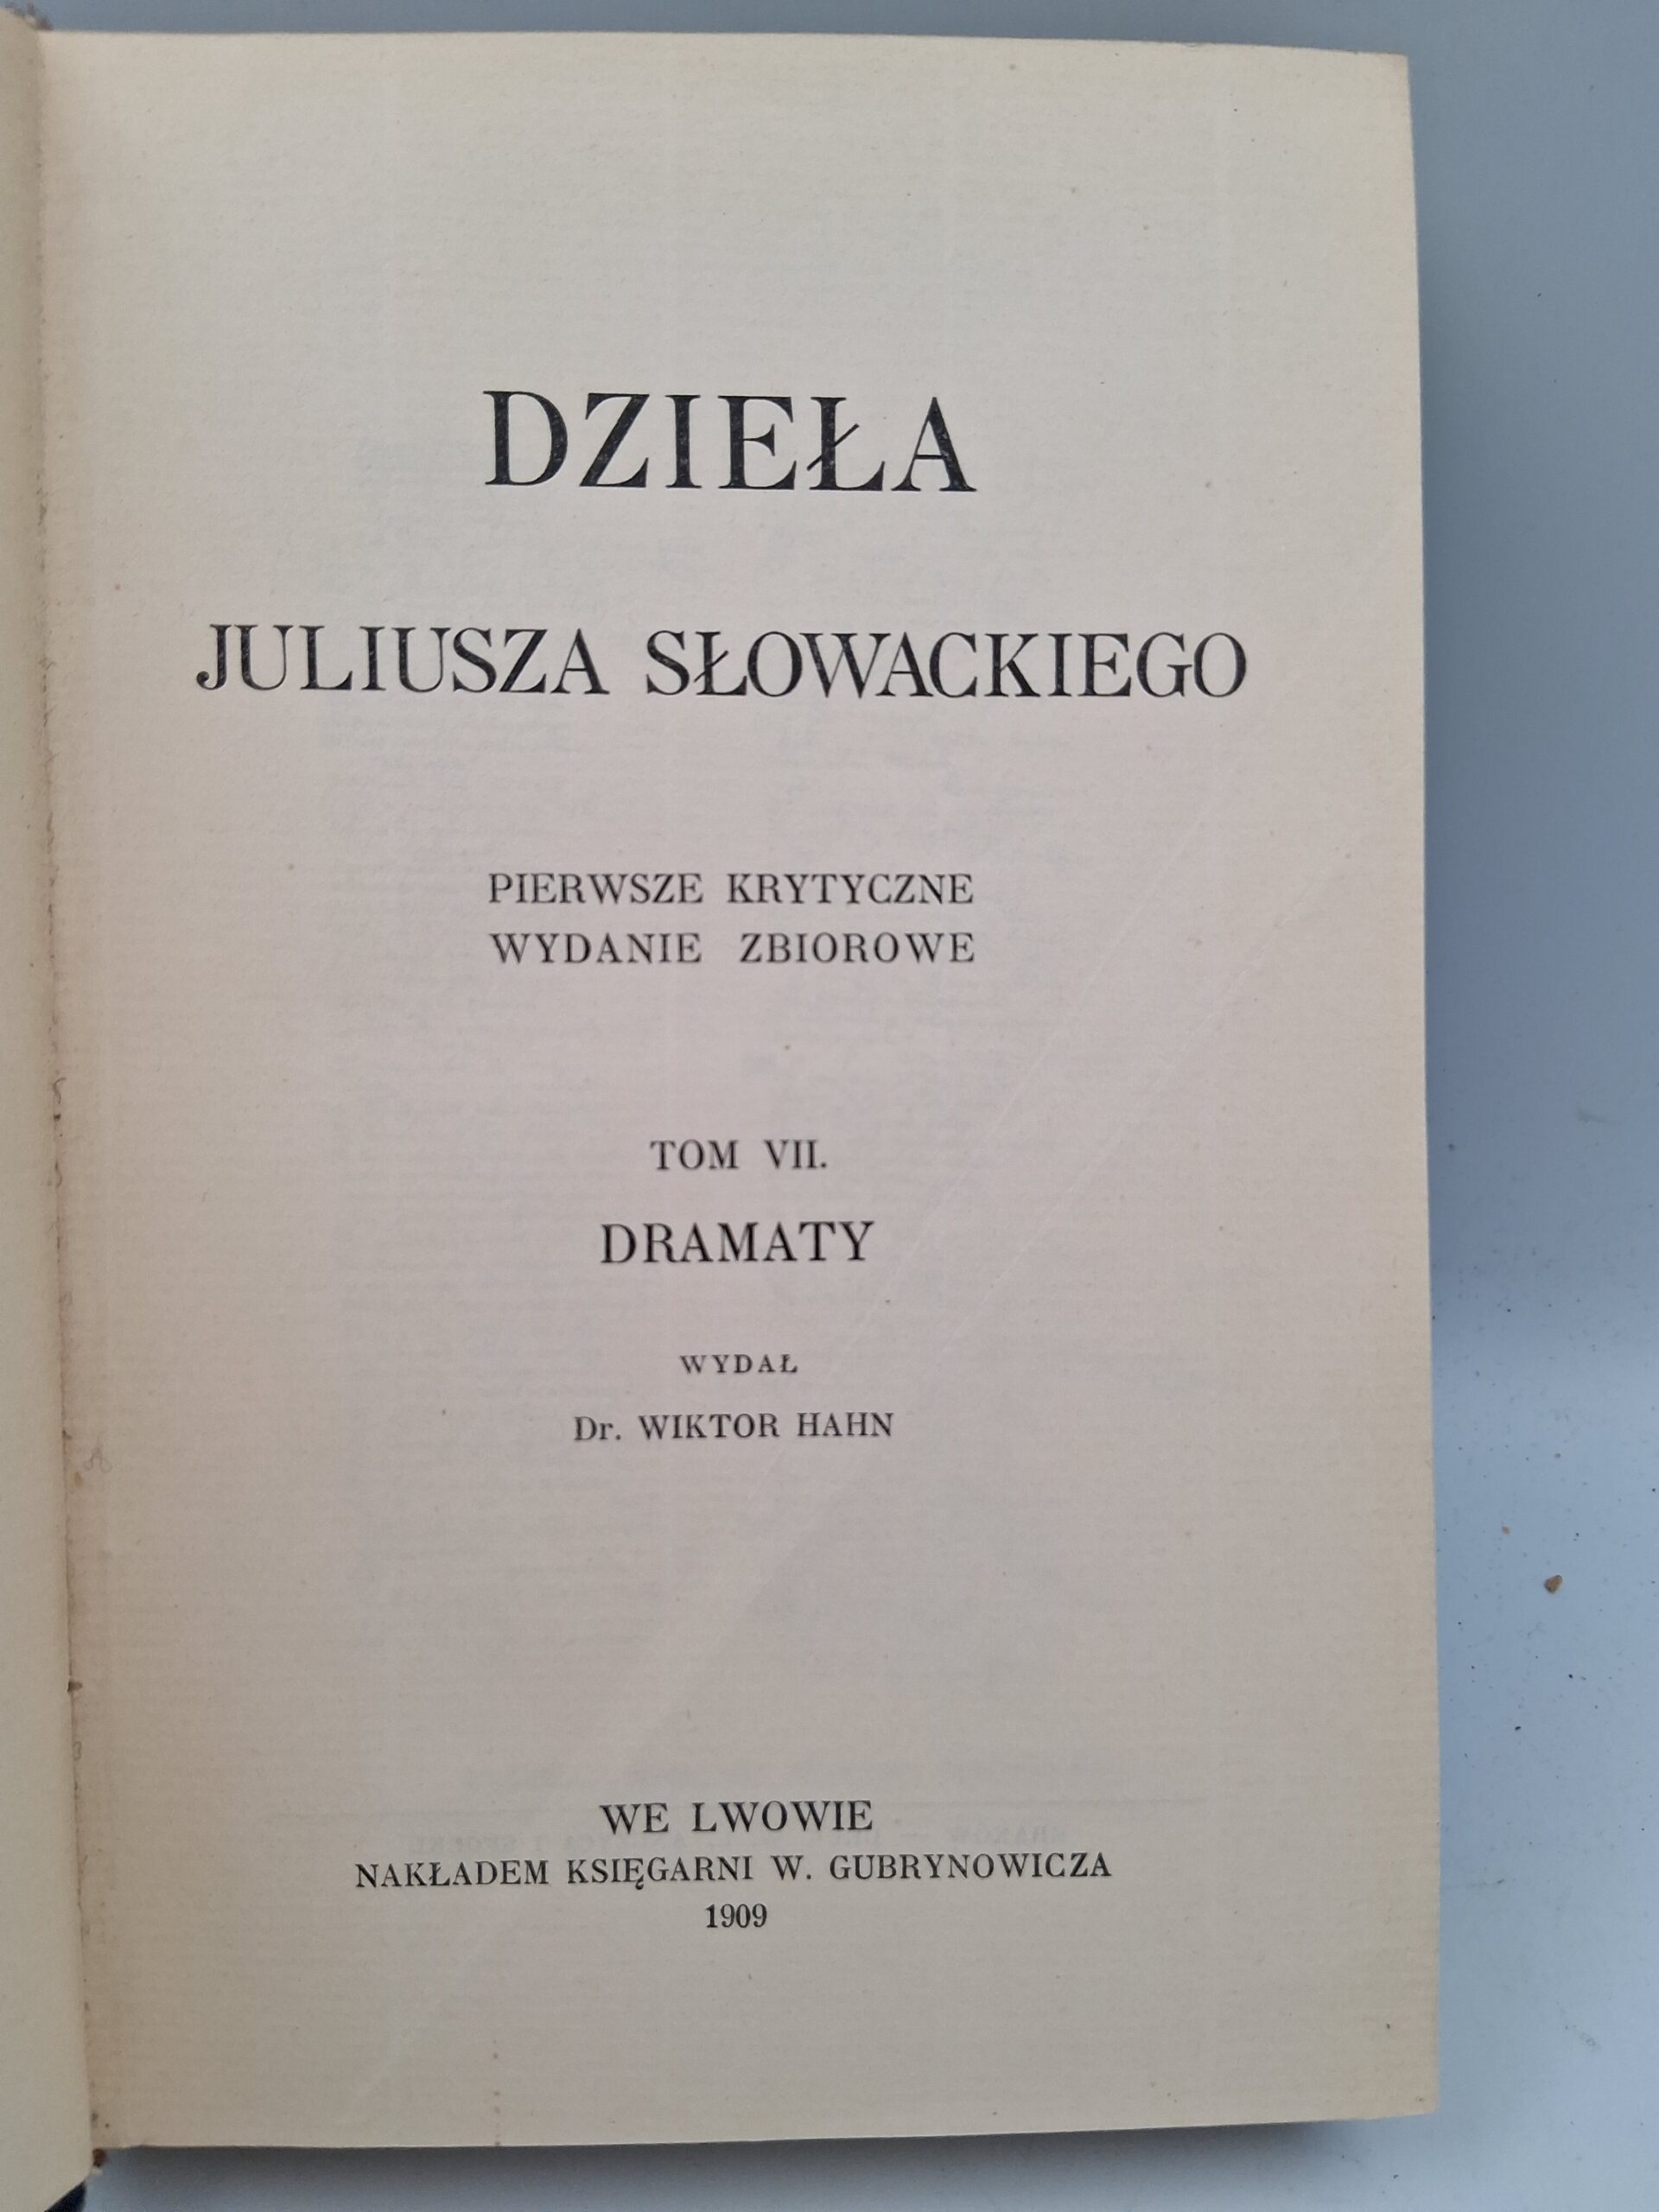 DZIEŁA
JULIUSZA SŁOWACKIEGO
PIERWSZE KRYTYCZNE
WYDANIE ZBIOROWE
TOM VII.
DRAMATY
WYDAŁ
Dr. WIKTOR HAHN
WE LWOWIE
NAKŁADEM KSIĘGARNI W. GUBRYNOWICZA
1909